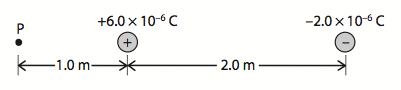 +6.0 × 10⁻⁶ C
–2.0 × 10⁻⁶ C
P
+
–
1.0 m
2.0 m